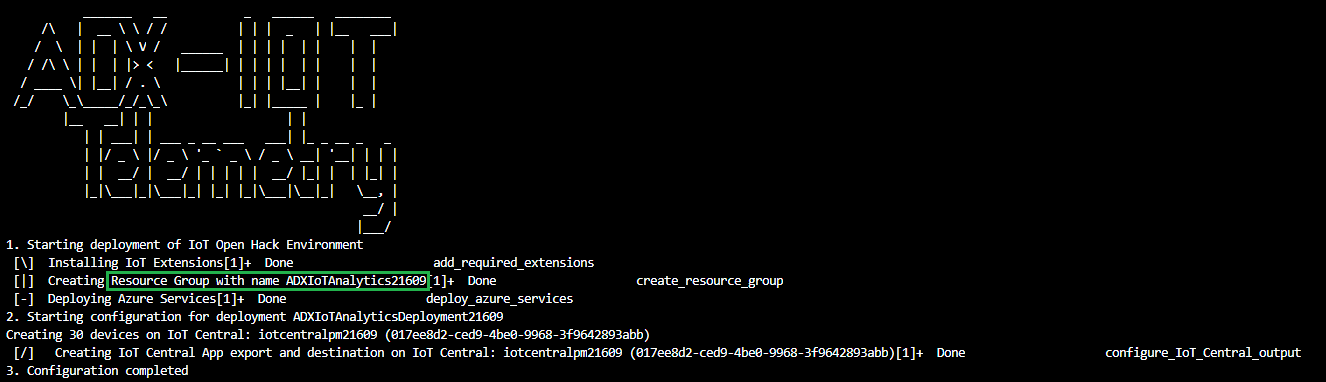 ADX-IOT
Telemetry
1. Starting deployment of IoT Open Hack Environment
[\] Installing IoT Extensions[1]+ Done add_required_extensions
[|] Creating Resource Group with name ADXIoTAnalytics21609[1]+ Done create_resource_group
[-] Deploying Azure Services[1]+ Done deploy_azure_services
2. Starting configuration for deployment ADXIoTAnalyticsDeployment21609
Creating 30 devices on IoT Central: iotcentralpm21609 (017ee8d2-ced9-4be0-9968-3f9642893abb)
[/] Creating IoT Central App export and destination on IoT Central: iotcentralpm21609 (017ee8d2-ced9-4be0-9968-3f9642893abb)[1]+ Done configure_IoT_Central_output
3. Configuration completed